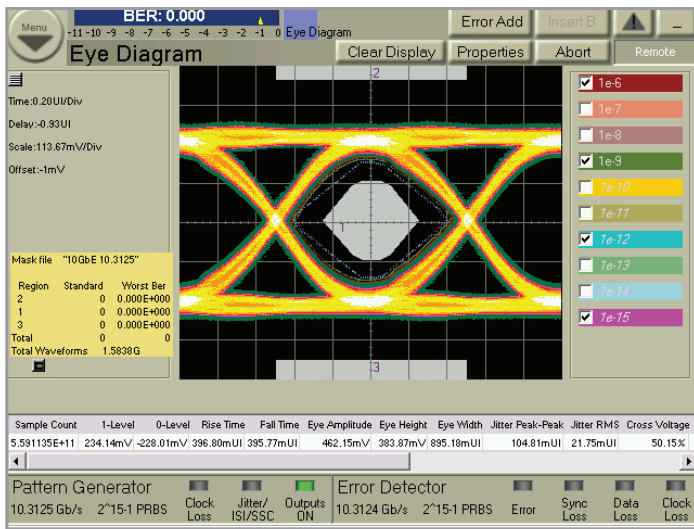 Menu
BER: 0.000
-11 -10 -9 -8 -7 -6 -5 -4 -3 -2 -1 0
Eye Diagram
Error Add
Insert B
Eye Diagram
Clear Display
Properties
Abort
Remote
Time:0.20UI/Div
Delay:-0.93UI
Scale:113.67mV/Div
Offset:-1mV
Mask file "10GbE 10.3125"
Region Standard Worst Ber
2 0 0.000E+000
1 0 0.000E+000
3 0 0.000E+000
Total 0 0
Total Waveforms 1.5838G
2
1
3
1e-6
1e-7
1e-8
1e-9
1e-10
1e-11
1e-12
1e-13
1e-14
1e-15
Sample Count 1-Level 0-Level Rise Time Fall Time Eye Amplitude Eye Height Eye Width Jitter Peak-Peak Jitter RMS Cross Voltage
5.591135E+11 234.14mV -228.01mV 396.80mUI 395.77mUI 462.15mV 383.87mV 895.18mUI 104.81mUI 21.75mUI 50.15%
Pattern Generator
10.3125 Gb/s 2^15-1 PRBS
Clock Loss
Jitter/ ISI/SSC
Outputs ON
Error Detector
10.3124 Gb/s 2^15-1 PRBS
Error
Sync Loss
Data Loss
Clock Loss